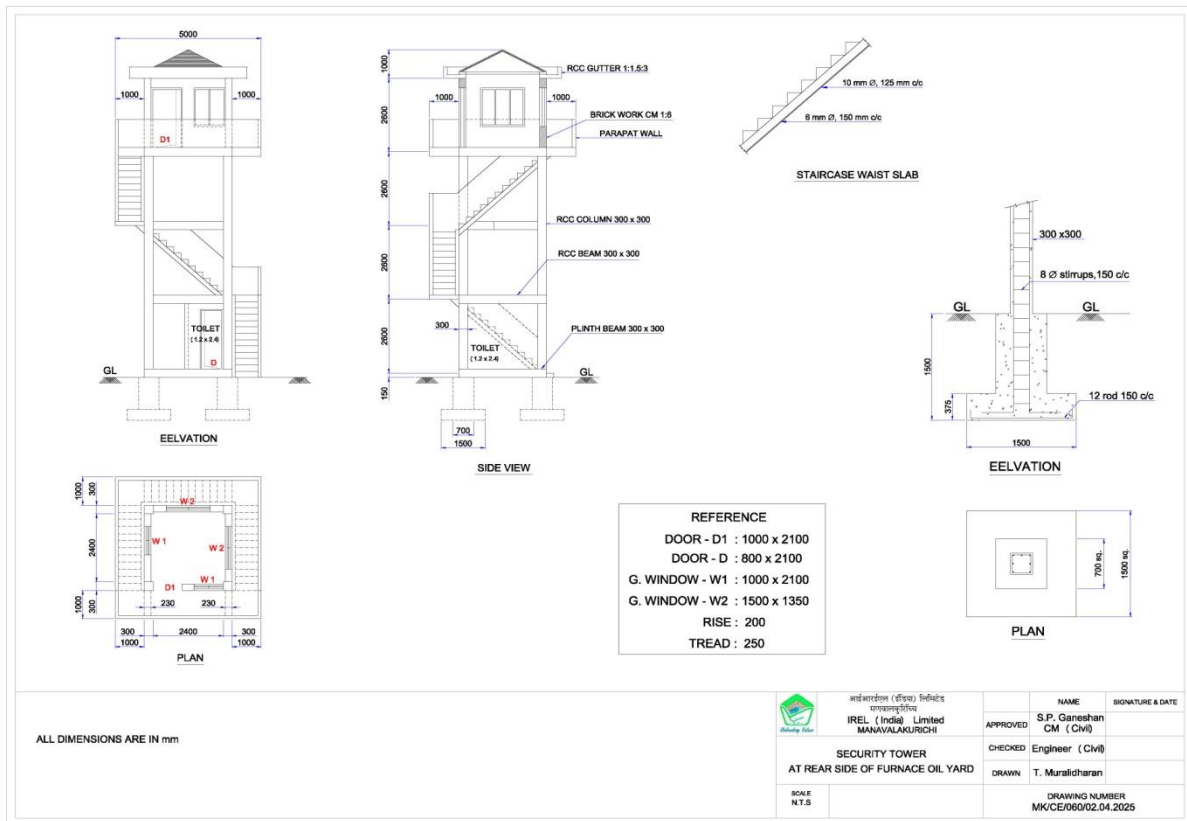 5000
1000
1000
D1
TOILET
(1.2 x 2.4)
D
GL
EELVATION
1000
RCC GUTTER 1:1.5:3
1000
1000
2600
BRICK WORK CM 1:6
PARAPAT WALL
2600
RCC COLUMN 300 x 300
2600
RCC BEAM 300 x 300
300
2600
PLINTH BEAM 300 x 300
TOILET
(1.2 x 2.4)
GL
150
700
1500
SIDE VIEW
10 mm Ø, 125 mm c/c
6 mm Ø, 150 mm c/c
STAIRCASE WAIST SLAB
300 x300
8 Ø stirrups,150 c/c
GL
GL
1500
375
12 rod 150 c/c
1500
EELVATION
1000
300
W 2
2400
W 1
W 2
W 1
D1
300
1000
230
230
300
2400
300
1000
1000
PLAN
REFERENCE
DOOR - D1 : 1000 x 2100
DOOR - D : 800 x 2100
G. WINDOW - W1 : 1000 x 2100
G. WINDOW - W2 : 1500 x 1350
RISE : 200
TREAD : 250
700 sq.
1500 sq.
PLAN
ALL DIMENSIONS ARE IN mm
आईआरईएल (इंडिया) लिमिटेड
IREL (India) Limited
MANAVALAKURICHI
SECURITY TOWER
AT REAR SIDE OF FURNACE OIL YARD
SCALE
N.T.S
NAME
SIGNATURE & DATE
APPROVED
S.P. Ganeshan
CM (Civil)
CHECKED
Engineer (Civil)
DRAWN
T. Muralidharan
DRAWING NUMBER
MK/CE/060/02.04.2025